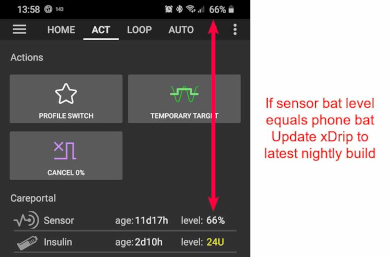 13:58 143 66%
HOME ACT LOOP AUTO
Actions
PROFILE SWITCH TEMPORARY TARGET
CANCEL 0%
Careportal
Sensor age: 11d17h level: 66%
Insulin age: 2d10h level: 24U
If sensor bat level
equals phone bat
Update xDrip to
latest nightly build